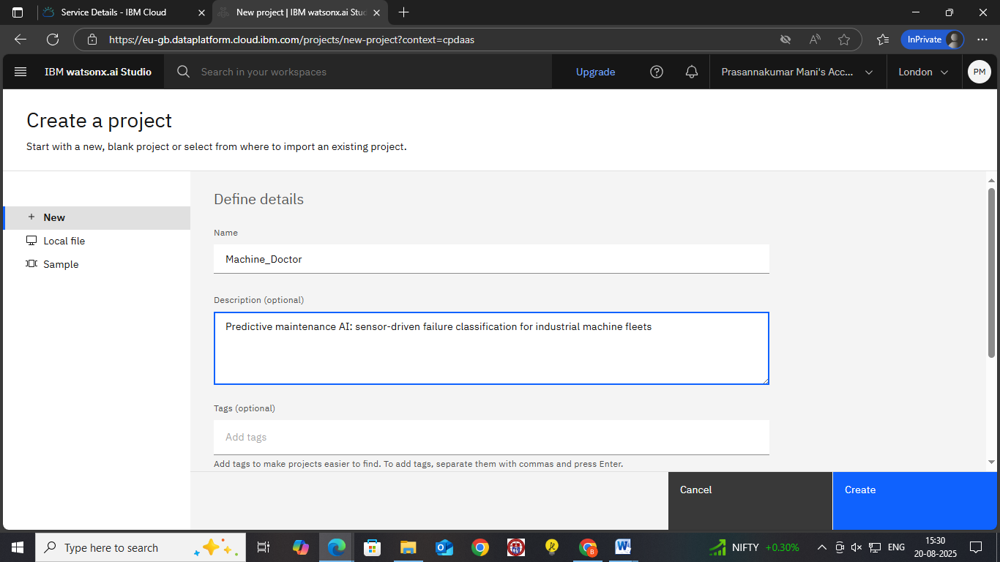 Service Details - IBM Cloud
New project | IBM watsonx.ai Stu
https://eu-gb.dataplatform.cloud.ibm.com/projects/new-project?context=cpdaas
InPrivate
IBM watsonx.ai Studio
Search in your workspaces
Upgrade
Prasannakumar Mani's Acc...
London
PM
Create a project
Start with a new, blank project or select from where to import an existing project.
New
Local file
Sample
Define details
Name
Machine_Doctor
Description (optional)
Predictive maintenance AI: sensor-driven failure classification for industrial machine fleets
Tags (optional)
Add tags
Add tags to make projects easier to find. To add tags, separate them with commas and press Enter.
Cancel
Create
Type here to search
NIFTY +0.30%
ENG
15:30
20-08-2025